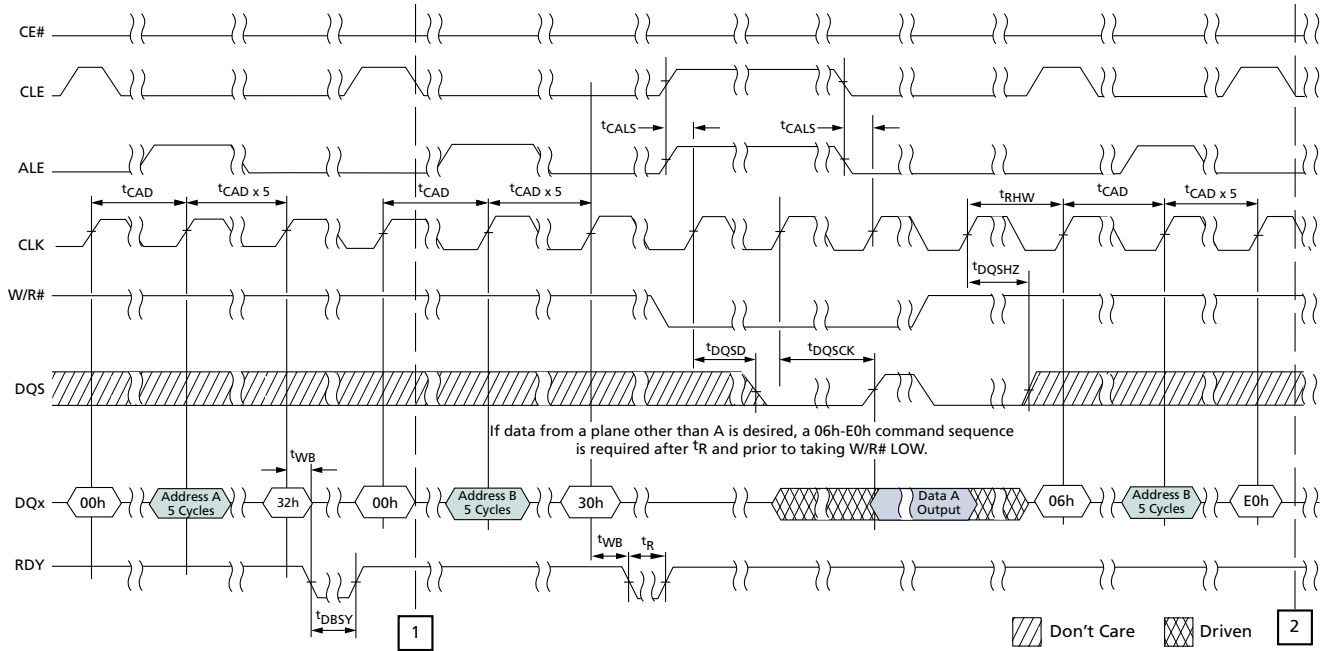 CE#
CLE
tCALS
tCALS
ALE
tCAD
tCAD x 5
tCAD
tCAD x 5
tRHW
tCAD
tCAD x 5
CLK
tDQSHZ
W/R#
tDQSD
tDQSCK
DQS
If data from a plane other than A is desired, a 06h-E0h command sequence
is required after tR and prior to taking W/R# LOW.
tWB
DQx
00h
Address A
5 Cycles
32h
00h
Address B
5 Cycles
30h
Data A
Output
06h
Address B
5 Cycles
E0h
tWB
tR
RDY
tDBSY
1
Don't Care
Driven
2